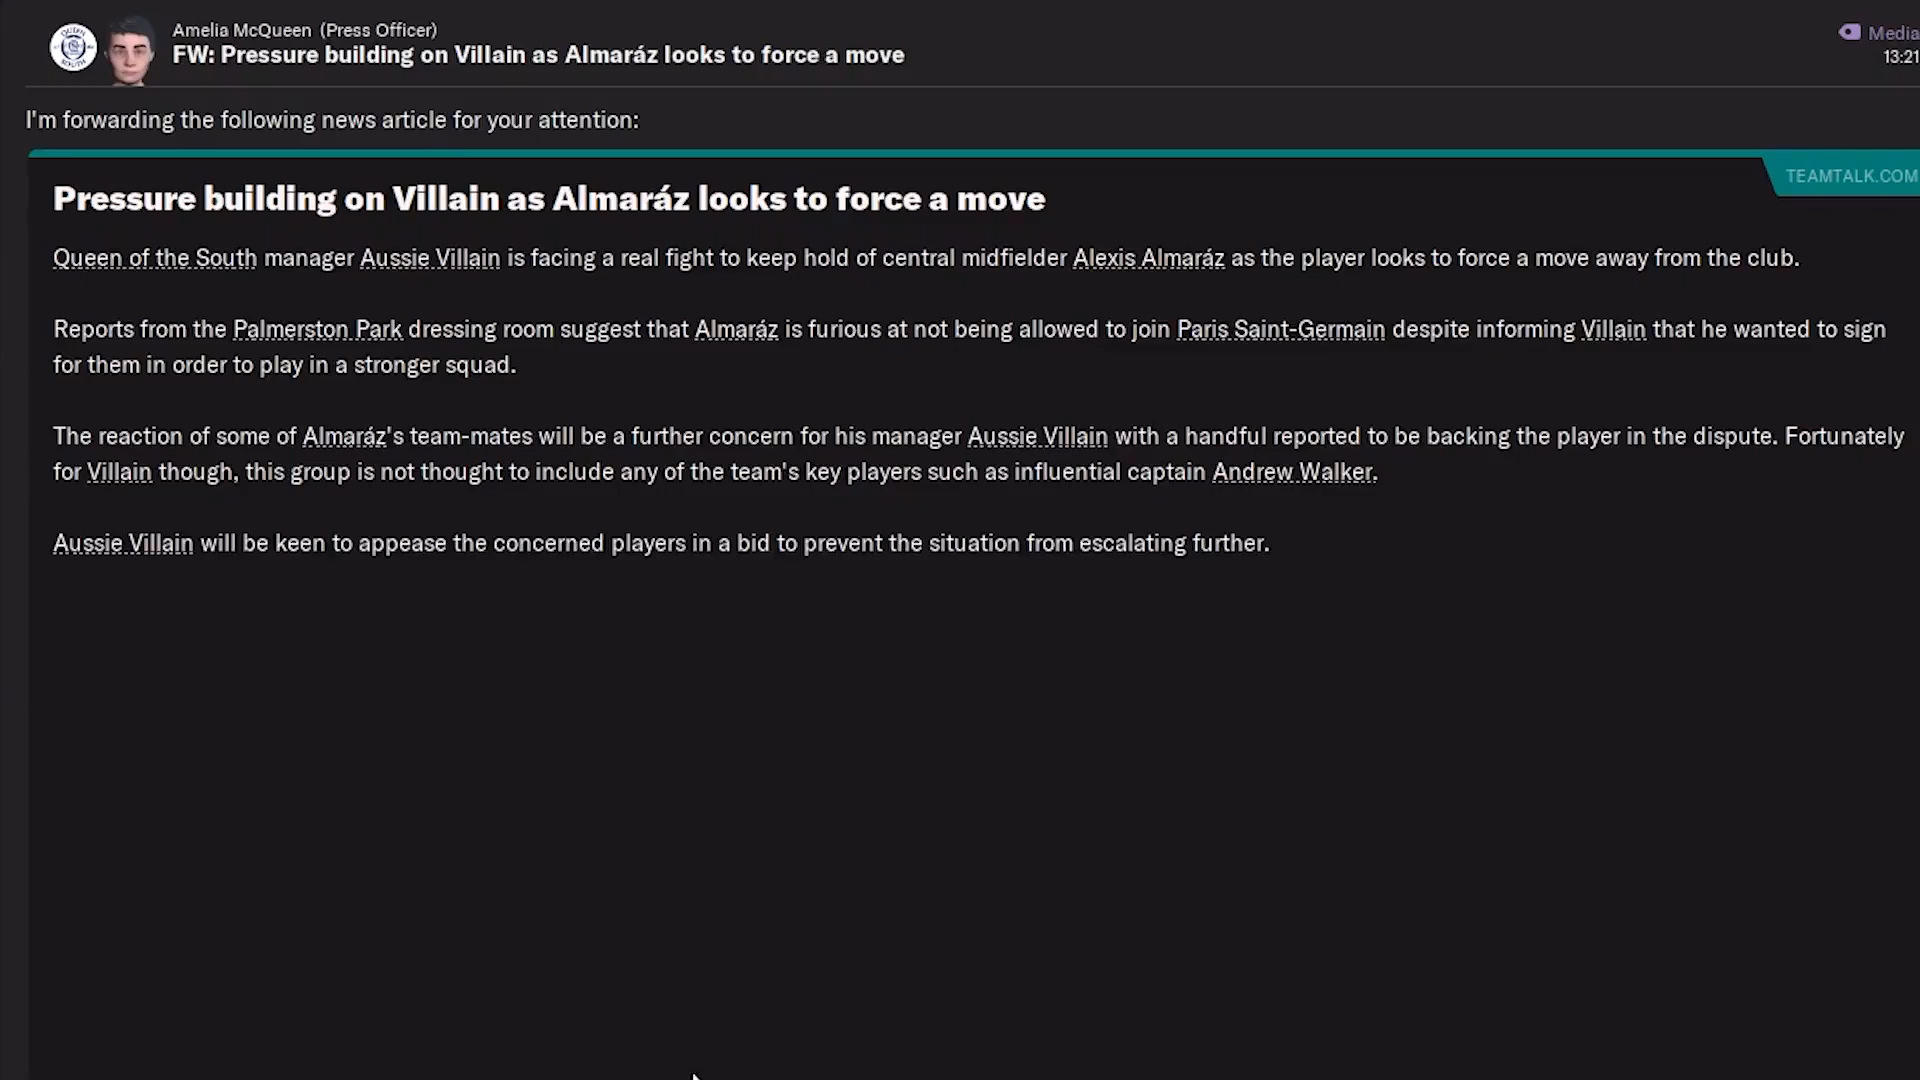 Amelia McQueen (Press Officer)
FW: Pressure building on Villain as Almaráz looks to force a move
Media
13:21
I'm forwarding the following news article for your attention:
TEAMTALK.COM
Pressure building on Villain as Almaráz looks to force a move
Queen of the South manager Aussie Villain is facing a real fight to keep hold of central midfielder Alexis Almaráz as the player looks to force a move away from the club.
Reports from the Palmerston Park dressing room suggest that Almaráz is furious at not being allowed to join Paris Saint-Germain despite informing Villain that he wanted to sign
for them in order to play in a stronger squad.
The reaction of some of Almaráz's team-mates will be a further concern for his manager Aussie Villain with a handful reported to be backing the player in the dispute. Fortunately
for Villain though, this group is not thought to include any of the team's key players such as influential captain Andrew Walker.
Aussie Villain will be keen to appease the concerned players in a bid to prevent the situation from escalating further.